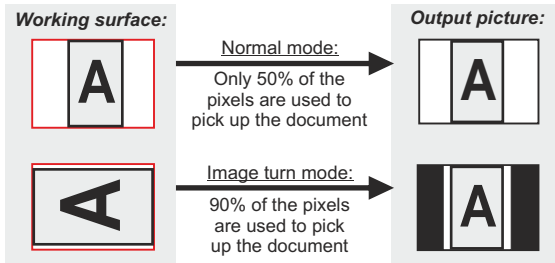 Working surface:
Output picture:
Normal mode:
A
Only 50% of the
pixels are used to
pick up the document
A
Image turn mode:
A
90% of the pixels
are used to pick
up the document
A